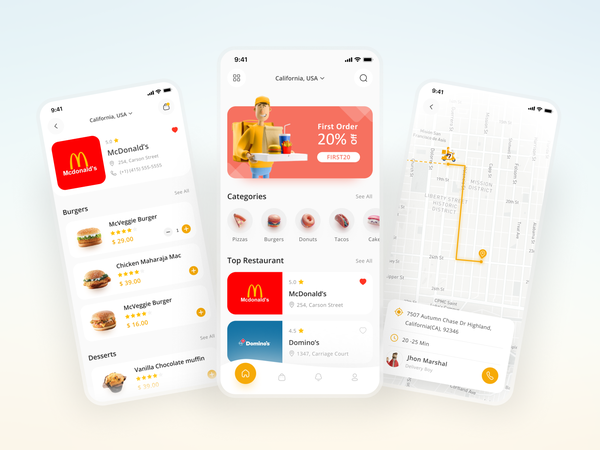 9:41
California, USA
McDonald's
5.0
McDonald's
254, Carson Street
(+1) (415) 555-5555
See All
Burgers
McVeggie Burger
$ 29.00
1
Chicken Maharaja Mac
$ 39.00
McVeggie Burger
$ 16.00
See All
Desserts
Vanilla Chocolate muffin
$ 39.00
9:41
California, USA
First Order
20% OFF
FIRST20
Categories
See All
Pizzas
Burgers
Donuts
Tacos
Cake
Top Restaurant
See All
McDonald's
5.0
McDonald's
254, Carson Street
Domino's
4.5
Domino's
1347, Carriage Court
9:41
MISSION
DISTRICT
LIBERTY STREET
HISTORIC
DISTRICT
7507 Autumn Chase Dr Highland,
California(CA), 92346
20 -25 Min
Jhon Marshal
Delivery Boy